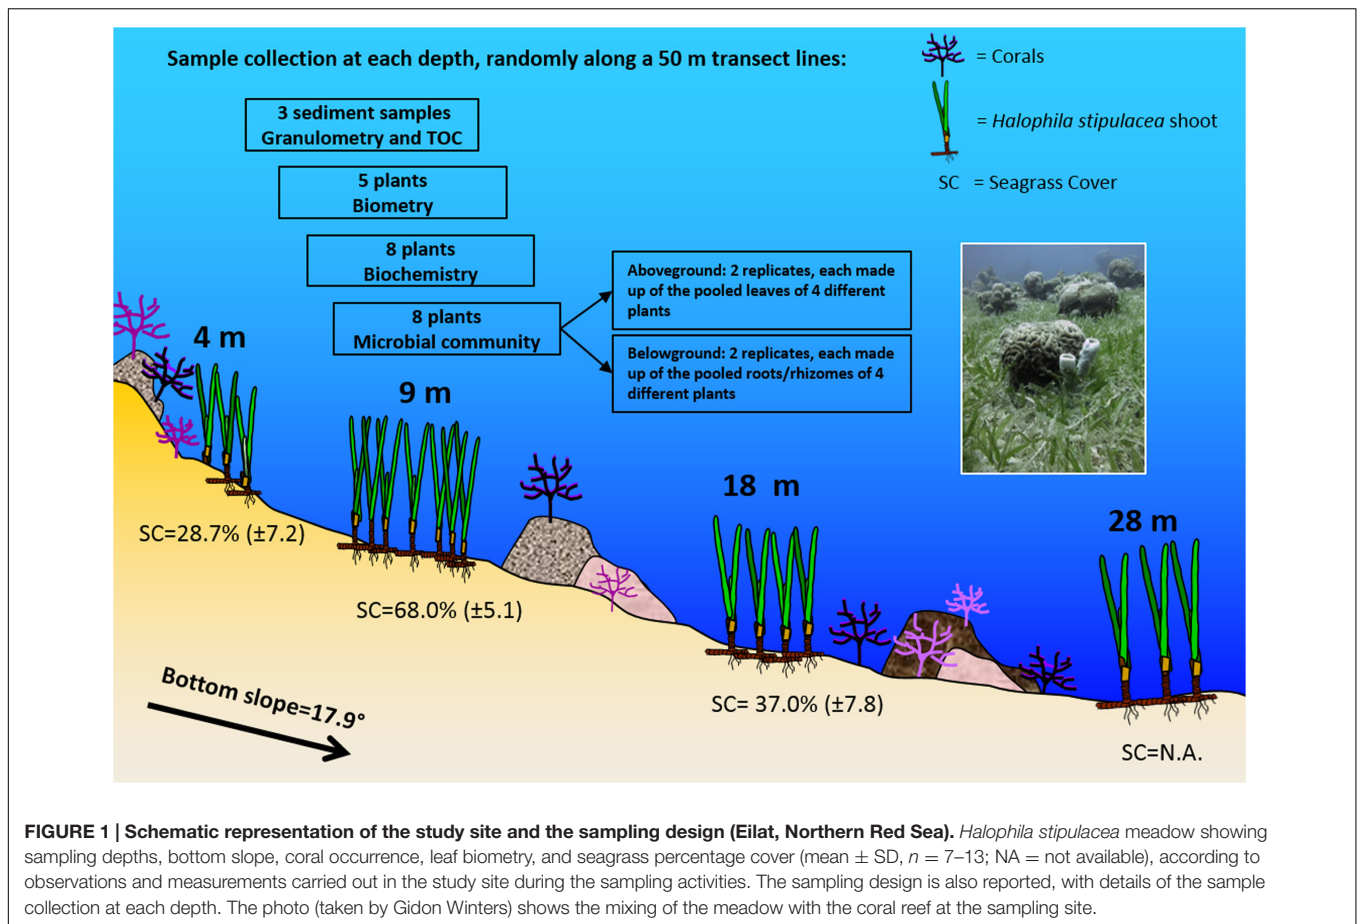 Sample collection at each depth, randomly along a 50 m transect lines:
= Corals
3 sediment samples
Granulometry and TOC
= Halophila stipulacea shoot
5 plants
Biometry
SC = Seagrass Cover
8 plants
Biochemistry
8 plants
Microbial community
Aboveground: 2 replicates, each made
up of the pooled leaves of 4 different
plants
Belowground: 2 replicates, each made
up of the pooled roots/rhizomes of 4
different plants
4 m
9 m
18 m
28 m
SC=28.7% (±7.2)
SC=68.0% (±5.1)
SC= 37.0% (±7.8)
SC=N.A.
Bottom slope=17.9°
FIGURE 1 | Schematic representation of the study site and the sampling design (Eilat, Northern Red Sea). Halophila stipulacea meadow showing
sampling depths, bottom slope, coral occurrence, leaf biometry, and seagrass percentage cover (mean ± SD, n = 7–13; NA = not available), according to
observations and measurements carried out in the study site during the sampling activities. The sampling design is also reported, with details of the sample
collection at each depth. The photo (taken by Gidon Winters) shows the mixing of the meadow with the coral reef at the sampling site.